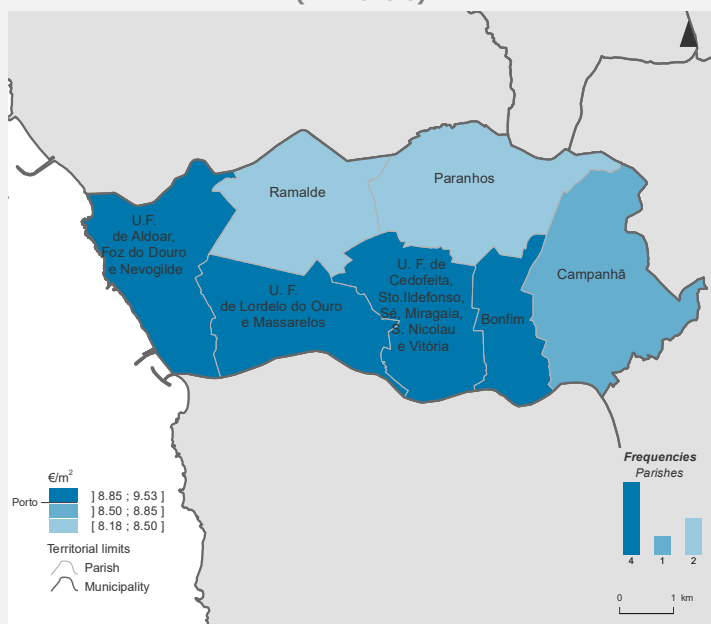 Ramalde
Paranhos
U.F.
de Aldoar,
Foz do Douro
e Nevogilde
U. F.
de Lordelo do Ouro
e Massarelos
U. F. de
Cedofeita,
Sto.Ildefonso,
Sé, Miragaia,
S. Nicolau
e Vitória
Bonfim
Campanhã
€/m²
Porto
] 8.85 ; 9.53 ]
] 8.50 ; 8.85 ]
[ 8.18 ; 8.50 ]
Territorial limits
Parish
Municipality
Frequencies
Parishes
4 1 2
0 1 km